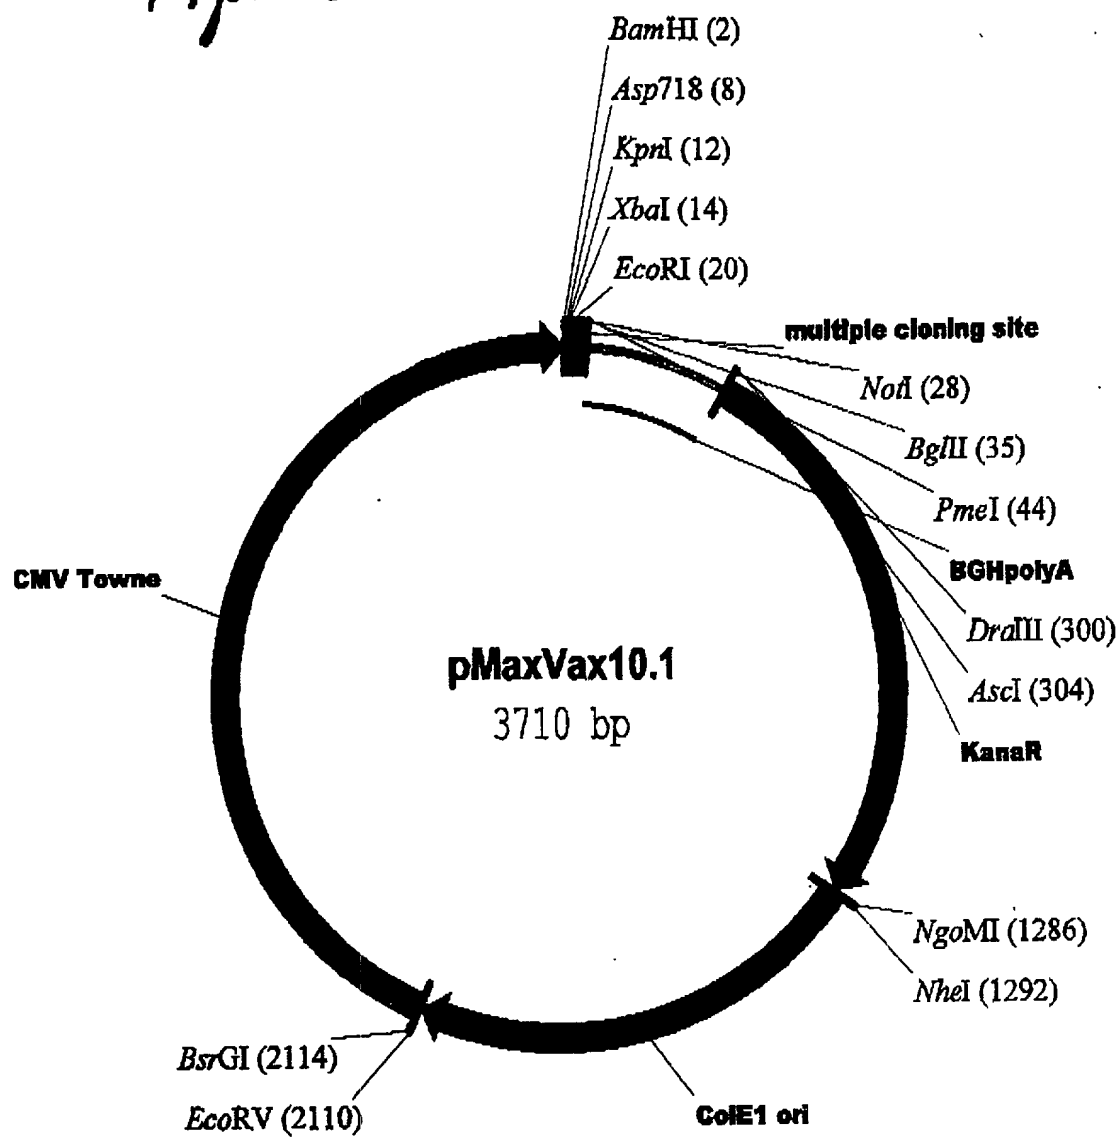 BamHI (2)
Asp718 (8)
KpnI (12)
XbaI (14)
EcoRI (20)
multiple cloning site
NotI (28)
BglII (35)
PmeI (44)
BGHpolyA
DraIII (300)
AscI (304)
KanaR
CMV Towne
pMaxVax10.1
3710 bp
NgoMI (1286)
NheI (1292)
BsrGI (2114)
EcoRV (2110)
ColE1 ori